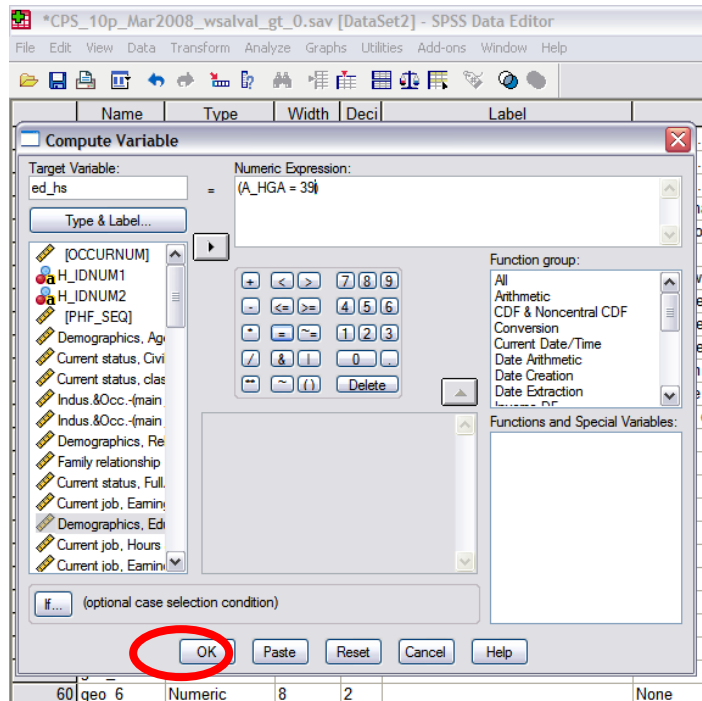 *CPS_10p_Mar2008_wsalval_gt_0.sav [DataSet2] - SPSS Data Editor
File Edit View Data Transform Analyze Graphs Utilities Add-ons Window Help
Name Type Width Deci Label
Compute Variable
Target Variable:
Numeric Expression:
ed_hs
=
(A_HGA = 39)
Type & Label...
[OCCURNUM]
H_IDNUM1
H_IDNUM2
[PHF_SEQ]
Demographics, Ag
Current status, Civi
Current status, clas
Indus.&Occ.-(main
Indus.&Occ.-(main
Demographics, Re
Family relationship
Current status, Full
Current job, Earnin
Demographics, Edu
Current job, Hours
Current job, Earnin
+ < > 7 8 9
- <= >= 4 5 6
* = ~= 1 2 3
/ & | 0 .
** ~ () Delete
Function group:
All
Arithmetic
CDF & Noncentral CDF
Conversion
Current Date/Time
Date Arithmetic
Date Creation
Date Extraction
Functions and Special Variables:
If... (optional case selection condition)
OK Paste Reset Cancel Help
60 geo_6 Numeric 8 2 None